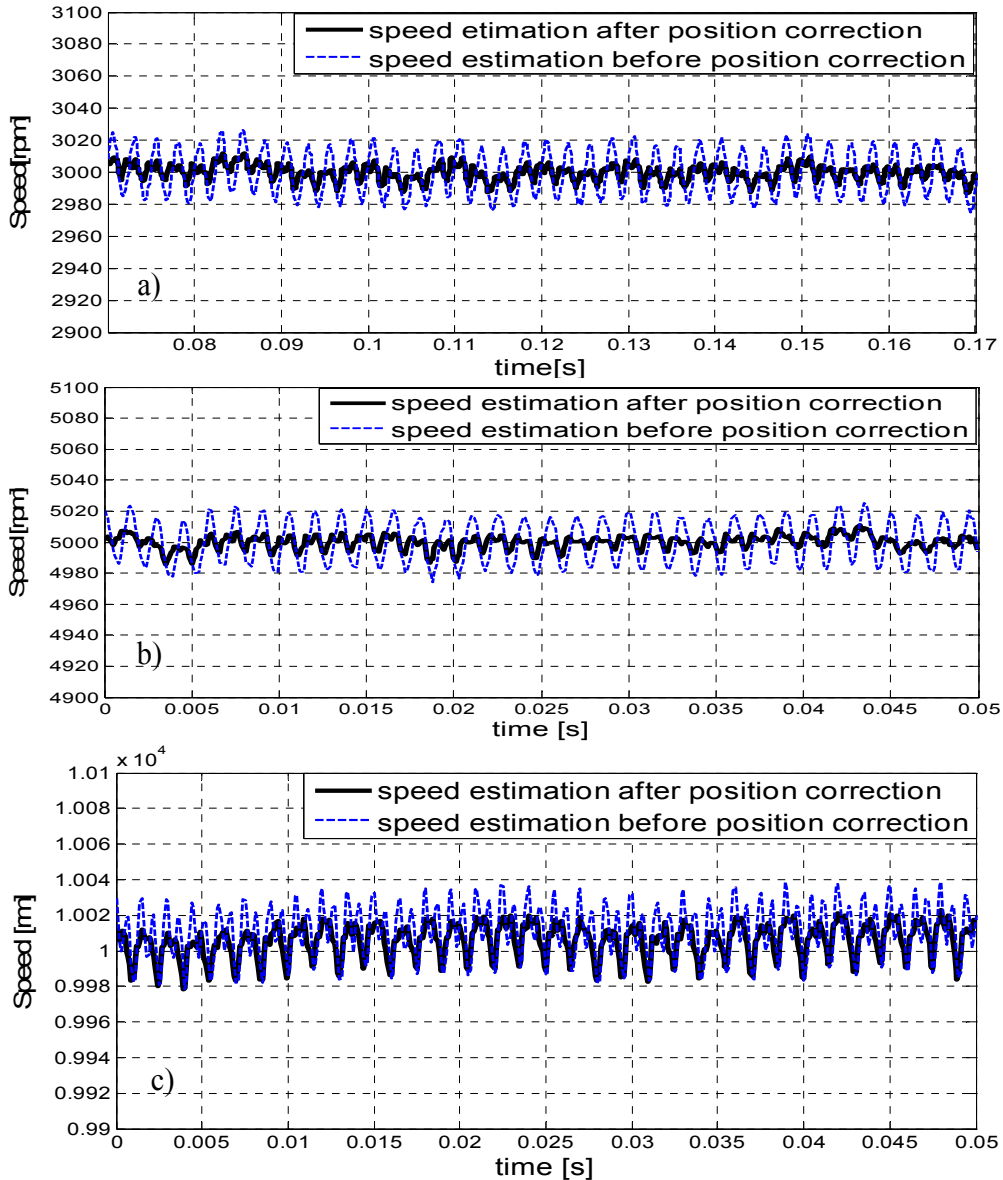 3100
3080
3060
3040
3020
3000
2980
2960
2940
2920
2900
Speed[rpm]
speed etimation after position correction
speed estimation before position correction
a)
0.08 0.09 0.1 0.11 0.12 0.13 0.14 0.15 0.16 0.17
time[s]
5100
5080
5060
5040
5020
5000
4980
4960
4940
4920
4900
Speed[rpm]
speed estimation after position correction
speed estimation before position correction
b)
0 0.005 0.01 0.015 0.02 0.025 0.03 0.035 0.04 0.045 0.05
time [s]
x 10^4
1.01
1.008
1.006
1.004
1.002
1
0.998
0.996
0.994
0.992
0.99
Speed [rm]
speed estimation after position correction
speed estimation before position correction
c)
0 0.005 0.01 0.015 0.02 0.025 0.03 0.035 0.04 0.045 0.05
time [s]